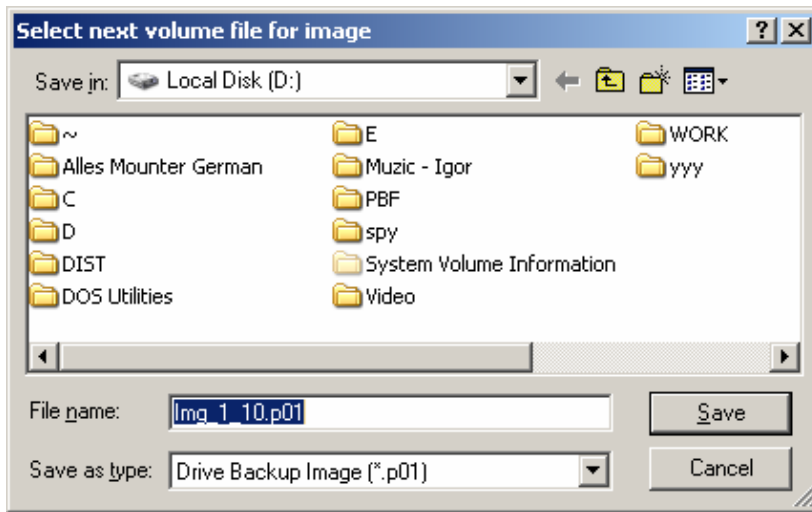 Select next volume file for image
Save in: Local Disk (D:)
~ E WORK
Alles Mounter German Muzic - Igor yyy
C PBF
D spy
DIST System Volume Information
DOS Utilities Video
File name: Img_1_10.p01 Save
Save as type: Drive Backup Image (*.p01) Cancel